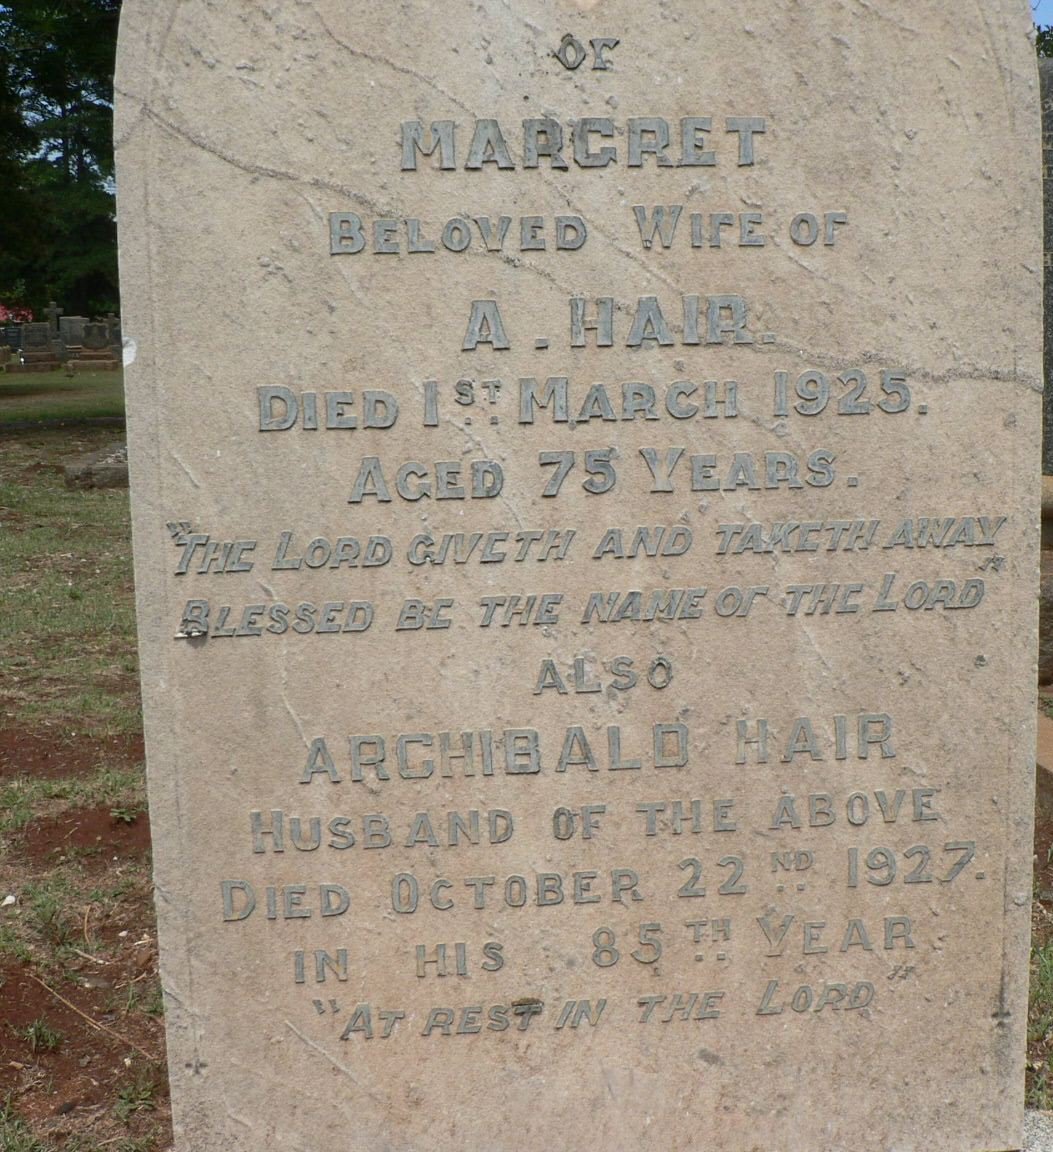 OF
MARGRET
BELOVED WIFE OF
A. HAIR.
DIED 1ST MARCH 1925.
AGED 75 YEARS.
"THE LORD GIVETH AND TAKETH AWAY
BLESSED BE THE NAME OF THE LORD"
ALSO
ARCHIBALD HAIR
HUSBAND OF THE ABOVE
DIED OCTOBER 22ND 1927.
IN HIS 85TH YEAR
"AT REST IN THE LORD"